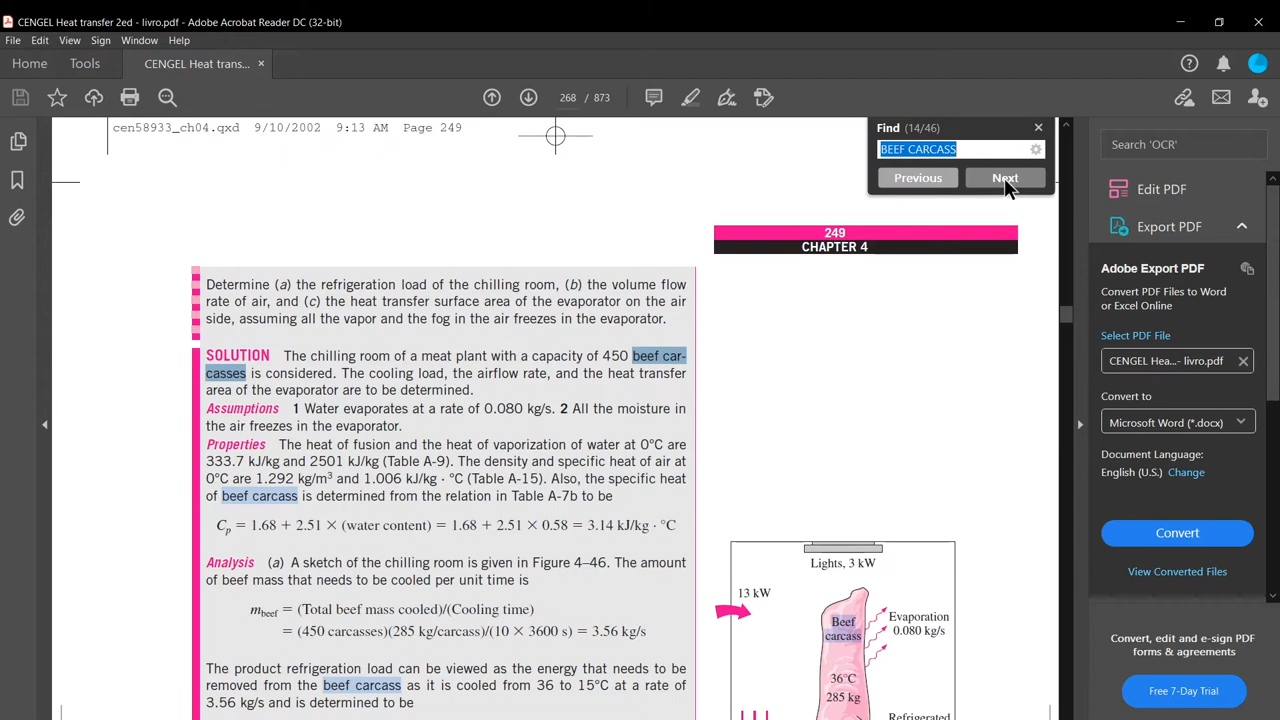 CENGEL Heat transfer 2ed - livro.pdf - Adobe Acrobat Reader DC (32-bit)
File Edit View Sign Window Help
Home Tools CENGEL Heat trans... ×
268 / 873
cen58933_ch04.qxd 9/10/2002 9:13 AM Page 249
Find (14/46)
BEEF CARCASS
Previous Next
249
CHAPTER 4
Determine (a) the refrigeration load of the chilling room, (b) the volume flow
rate of air, and (c) the heat transfer surface area of the evaporator on the air
side, assuming all the vapor and the fog in the air freezes in the evaporator.
SOLUTION The chilling room of a meat plant with a capacity of 450 beef car-
casses is considered. The cooling load, the airflow rate, and the heat transfer
area of the evaporator are to be determined.
Assumptions 1 Water evaporates at a rate of 0.080 kg/s. 2 All the moisture in
the air freezes in the evaporator.
Properties The heat of fusion and the heat of vaporization of water at 0°C are
333.7 kJ/kg and 2501 kJ/kg (Table A-9). The density and specific heat of air at
0°C are 1.292 kg/m³ and 1.006 kJ/kg · °C (Table A-15). Also, the specific heat
of beef carcass is determined from the relation in Table A-7b to be
Cp = 1.68 + 2.51 × (water content) = 1.68 + 2.51 × 0.58 = 3.14 kJ/kg · °C
Analysis (a) A sketch of the chilling room is given in Figure 4–46. The amount
of beef mass that needs to be cooled per unit time is
mbeef = (Total beef mass cooled)/(Cooling time)
= (450 carcasses)(285 kg/carcass)/(10 × 3600 s) = 3.56 kg/s
The product refrigeration load can be viewed as the energy that needs to be
removed from the beef carcass as it is cooled from 36 to 15°C at a rate of
3.56 kg/s and is determined to be
Lights, 3 kW
13 kW
Beef
carcass
Evaporation
0.080 kg/s
36°C
285 kg
Refrigerated
Search 'OCR'
Edit PDF
Export PDF
Adobe Export PDF
Convert PDF Files to Word
or Excel Online
Select PDF File
CENGEL Hea...- livro.pdf
Convert to
Microsoft Word (*.docx)
Document Language:
English (U.S.) Change
Convert
View Converted Files
Convert, edit and e-sign PDF
forms & agreements
Free 7-Day Trial